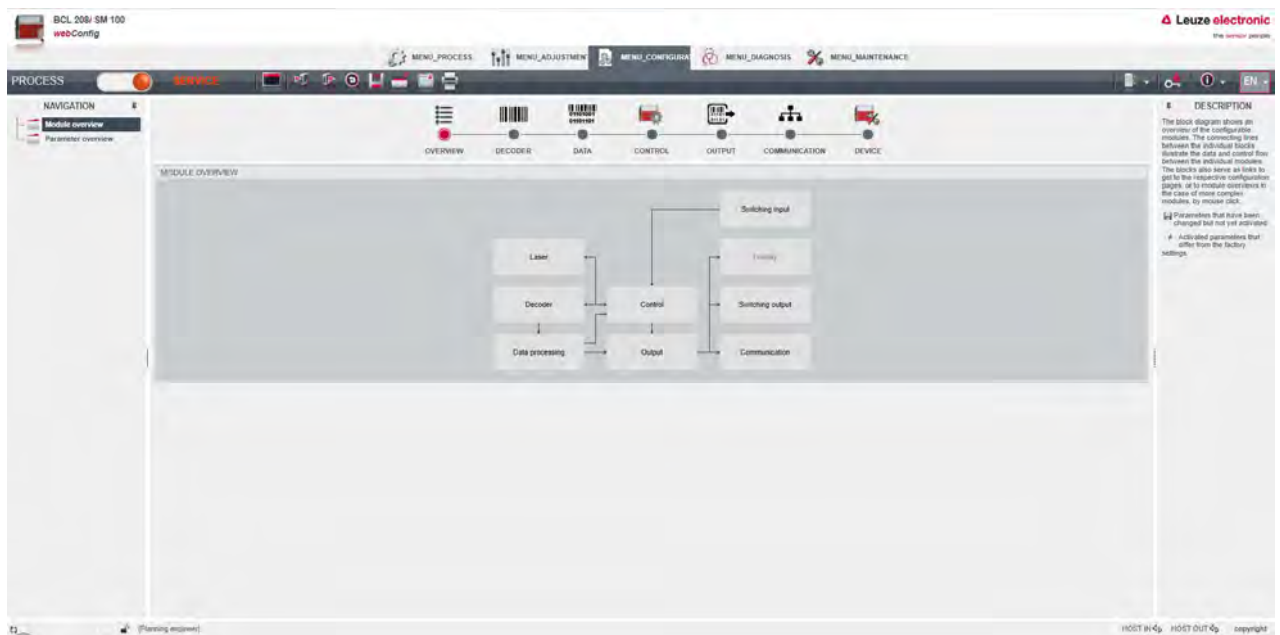 BCL 208i SM 100
webConfig
Leuze electronic
the sensor people
MENU_PROCESS
MENU_ADJUSTMEN
MENU_CONFIGURA
MENU_DIAGNOSIS
MENU_MAINTENANCE
PROCESS
SERVICE
EN
NAVIGATION
Module overview
Parameter overview
OVERVIEW
DECODER
DATA
CONTROL
OUTPUT
COMMUNICATION
DEVICE
MODULE OVERVIEW
Switching input
Laser
Decoder
Control
Switching output
Data processing
Output
Communication
DESCRIPTION
The block diagram shows an
overview of the configurable
modules. The connecting lines
between the individual blocks
illustrate the data and control flow
between the individual modules.
The blocks also serve as links to
get to the respective configuration
pages, or to module overviews in
the case of more complex
modules, by mouse click.
Parameters that have been
changed but not yet activated
Activated parameters that
differ from the factory
settings.
(Planning engineer)
HOST IN
HOST OUT
copyright